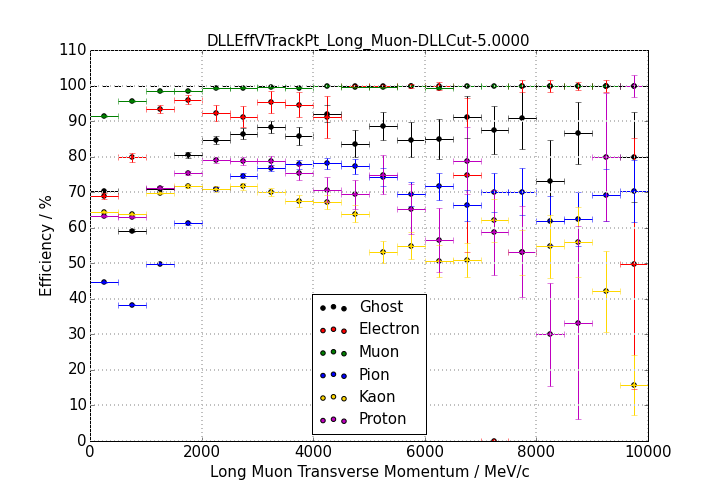 DLLEffVTrackPt_Long_Muon-DLLCut-5.0000
110
100
90
80
70
60
50
40
30
20
10
0
Efficiency / %
Ghost
Electron
Muon
Pion
Kaon
Proton
0 2000 4000 6000 8000 10000
Long Muon Transverse Momentum / MeV/c